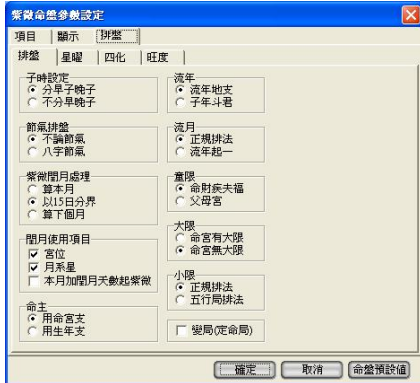 紫微命盤參數設定
項目 顯示 排盤
排盤 星曜 四化 旺度
子時設定
分早子晚子
不分早晚子
節氣排盤
不論節氣
八字節氣
紫微閏月處理
算本月
以15日分界
算下個月
閏月使用項目
宮位
月系星
本月加閏月天數起紫微
命主
用命宮支
用生年支
流年
流年地支
子年斗君
流月
正規排法
流年起一
童限
命財疾夫福
父母宮
大限
命宮有大限
命宮無大限
小限
正規排法
五行局排法
變局(定命局)
確定 取消 命盤預設值